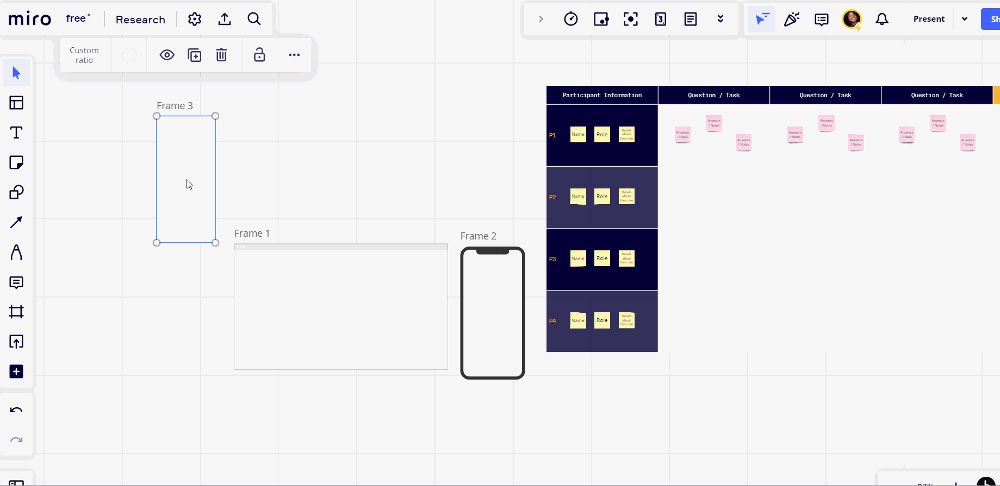 miro free Research
Present
Sh
Custom
ratio
Frame 3
Frame 1
Frame 2
Participant Information Question / Task Question / Task Question / Task
P1 Name Role Details
about
their role
Answers
/ Notes
Answers
/ Notes
Answers
/ Notes
Answers
/ Notes
Answers
/ Notes
Answers
/ Notes
Answers
/ Notes
Answers
/ Notes
Answers
/ Notes
P2 Name Role Details
about
their role
P3 Name Role Details
about
their role
P4 Name Role Details
about
their role
3